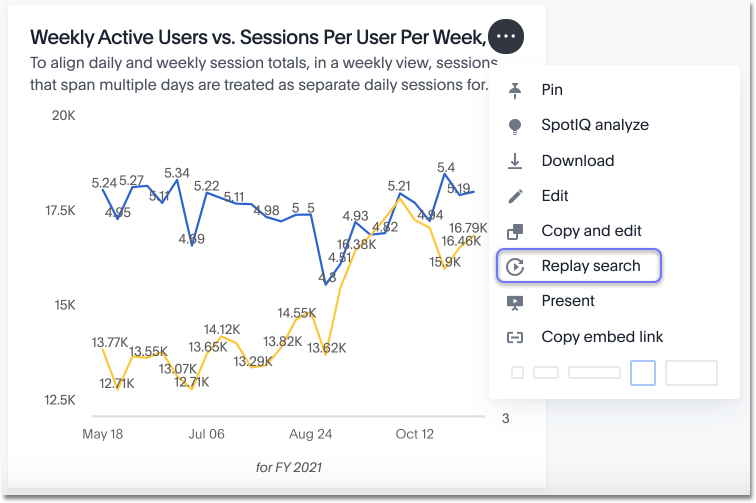 Weekly Active Users vs. Sessions Per User Per Week,
To align daily and weekly session totals, in a weekly view, sessions
that span multiple days are treated as separate daily sessions for.
Pin
SpotIQ analyze
Download
Edit
Copy and edit
Replay search
Present
Copy embed link
20K
17.5K
15K
12.5K
5.24
4.95
5.27
5.11
5.34
4.69
5.22
5.11
4.98
5
5
4.3
4.51
4.93
4.82
5.21
4.94
5.4
5.19
13.77K
12.71K
13.55K
13.07K
12.71K
13.65K
14.12K
13.29K
13.82K
14.55K
13.62K
16.38K
15.9K
16.46K
16.79K
3
May 18
Jul 06
Aug 24
Oct 12
for FY 2021